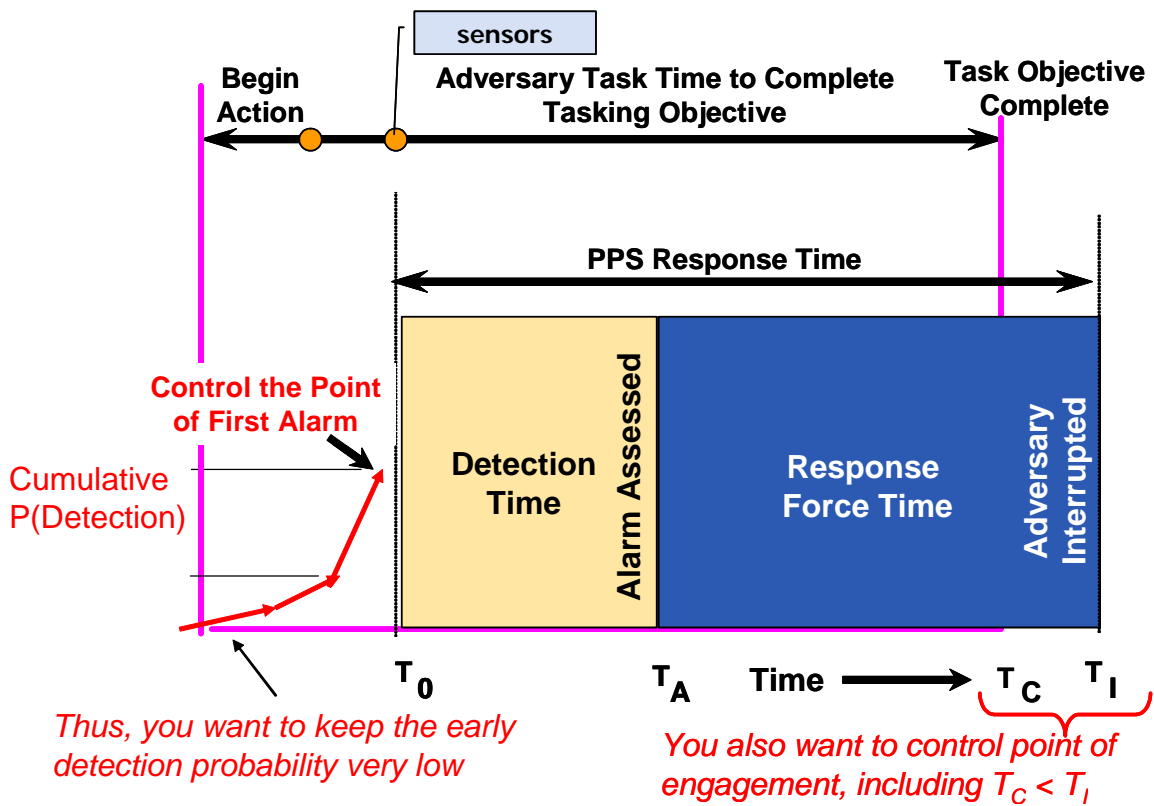 sensors
Begin
Action
Adversary Task Time to Complete
Tasking Objective
Task Objective
Complete
PPS Response Time
Control the Point
of First Alarm
Cumulative
P(Detection)
Detection
Time
Alarm Assessed
Response
Force Time
Adversary
Interrupted
T0
TA
Time
TC
TI
Thus, you want to keep the early
detection probability very low
You also want to control point of
engagement, including TC < TI